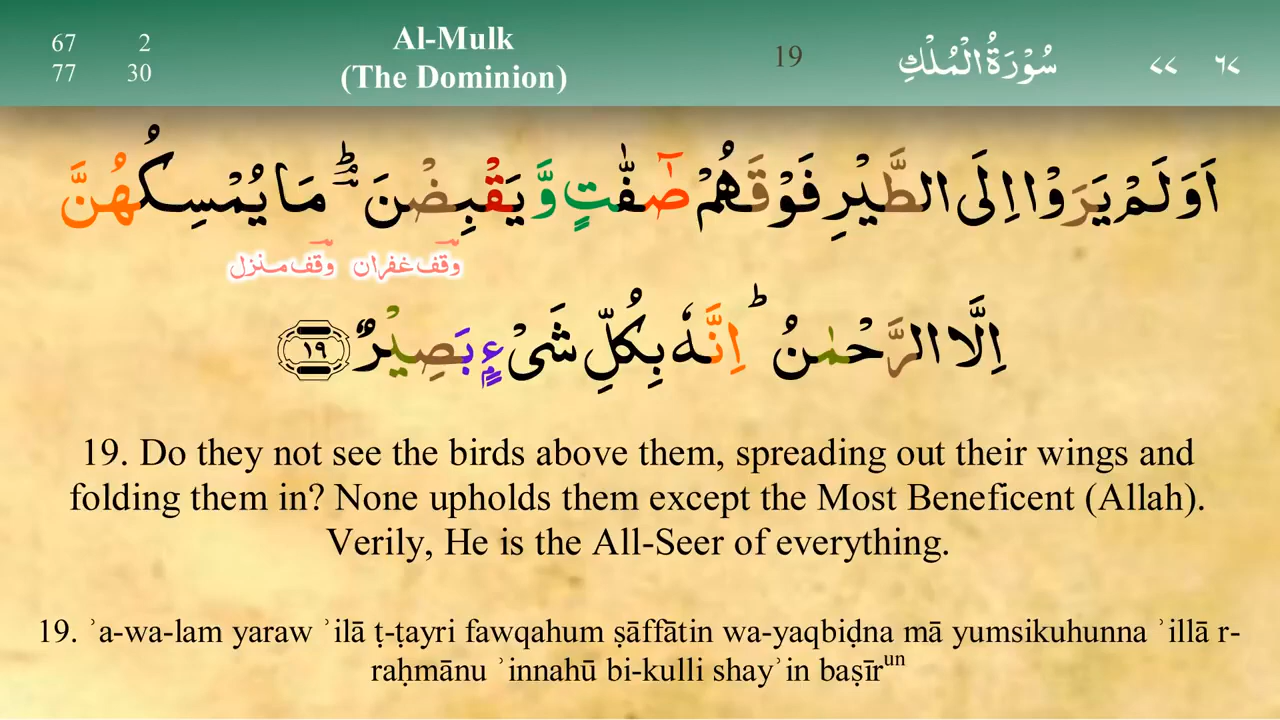 67 2
77 30
Al-Mulk
(The Dominion)
19
سُوْرَةُ الْمُلْكِ
٧٧ ٦٧
اَوَلَمْ يَرَوْا اِلَى الطَّيْرِ فَوْقَهُمْ صٰٓفّٰتٍ وَّيَقْبِضْنَ ؔۘؕ مَا يُمْسِكُهُنَّ
وقف غفران وقف منزل
اِلَّا الرَّحْمٰنُ ؕ اِنَّهٗ بِكُلِّ شَىْءٍۭ بَصِيْرٌ ١٩
19. Do they not see the birds above them, spreading out their wings and
folding them in? None upholds them except the Most Beneficent (Allah).
Verily, He is the All-Seer of everything.
19. ʾa-wa-lam yaraw ʾilā ṭ-ṭayri fawqahum ṣāffātin wa-yaqbiḍna mā yumsikuhunna ʾillā r-
raḥmānu ʾinnahū bi-kulli shayʾin baṣīrun